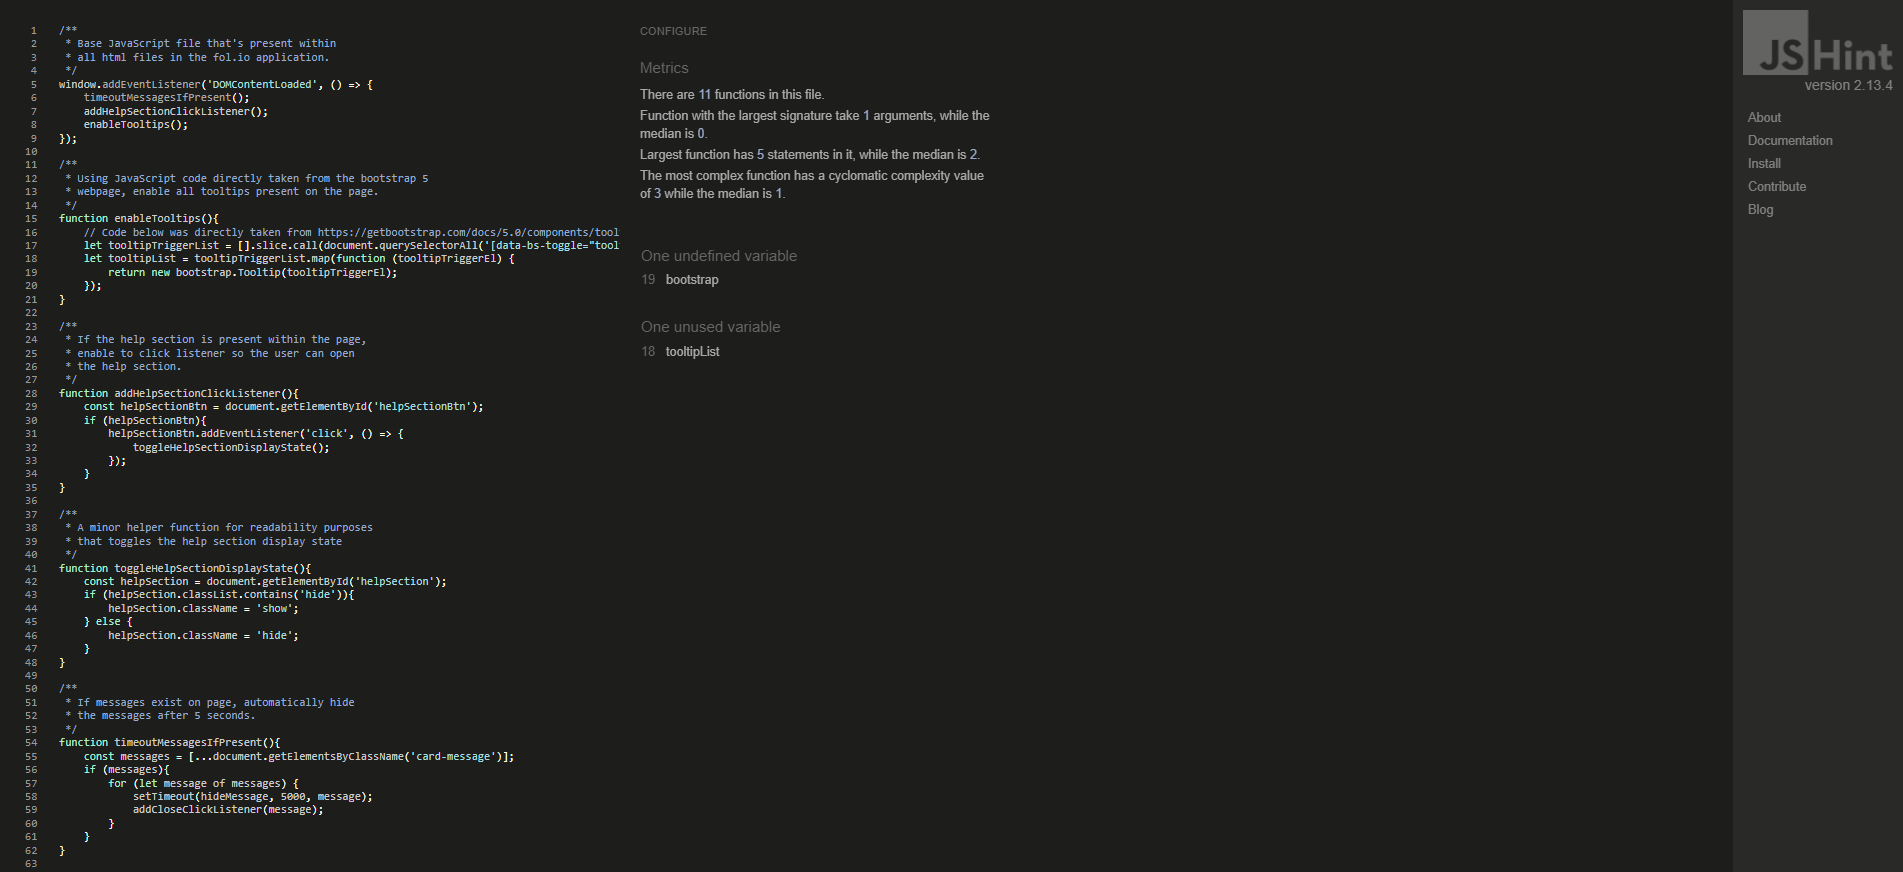 1 /**
2  * Base JavaScript file that's present within
3  * all html files in the fol.io application.
4  */
5 window.addEventListener('DOMContentLoaded', () => {
6     timeoutMessagesIfPresent();
7     addHelpSectionClickListener();
8     enableTooltips();
9 });
10
11 /**
12  * Using JavaScript code directly taken from the bootstrap 5
13  * webpage, enable all tooltips present on the page.
14  */
15 function enableTooltips(){
16     // Code below was directly taken from https://getbootstrap.com/docs/5.0/components/tool
17     let tooltipTriggerList = [].slice.call(document.querySelectorAll('[data-bs-toggle="tool
18     let tooltipList = tooltipTriggerList.map(function (tooltipTriggerEl) {
19         return new bootstrap.Tooltip(tooltipTriggerEl);
20     });
21 }
22
23 /**
24  * If the help section is present within the page,
25  * enable to click listener so the user can open
26  * the help section.
27  */
28 function addHelpSectionClickListener(){
29     const helpSectionBtn = document.getElementById('helpSectionBtn');
30     if (helpSectionBtn){
31         helpSectionBtn.addEventListener('click', () => {
32             toggleHelpSectionDisplayState();
33         });
34     }
35 }
36
37 /**
38  * A minor helper function for readability purposes
39  * that toggles the help section display state
40  */
41 function toggleHelpSectionDisplayState(){
42     const helpSection = document.getElementById('helpSection');
43     if (helpSection.classList.contains('hide')){
44         helpSection.className = 'show';
45     } else {
46         helpSection.className = 'hide';
47     }
48 }
49
50 /**
51  * If messages exist on page, automatically hide
52  * the messages after 5 seconds.
53  */
54 function timeoutMessagesIfPresent(){
55     const messages = [...document.getElementsByClassName('card-message')];
56     if (messages){
57         for (let message of messages) {
58             setTimeout(hideMessage, 5000, message);
59             addCloseClickListener(message);
60         }
61     }
62 }
63
CONFIGURE
Metrics
There are 11 functions in this file.
Function with the largest signature take 1 arguments, while the
median is 0.
Largest function has 5 statements in it, while the median is 2.
The most complex function has a cyclomatic complexity value
of 3 while the median is 1.
One undefined variable
19 bootstrap
One unused variable
18 tooltipList
JSHint
version 2.13.4
About
Documentation
Install
Contribute
Blog